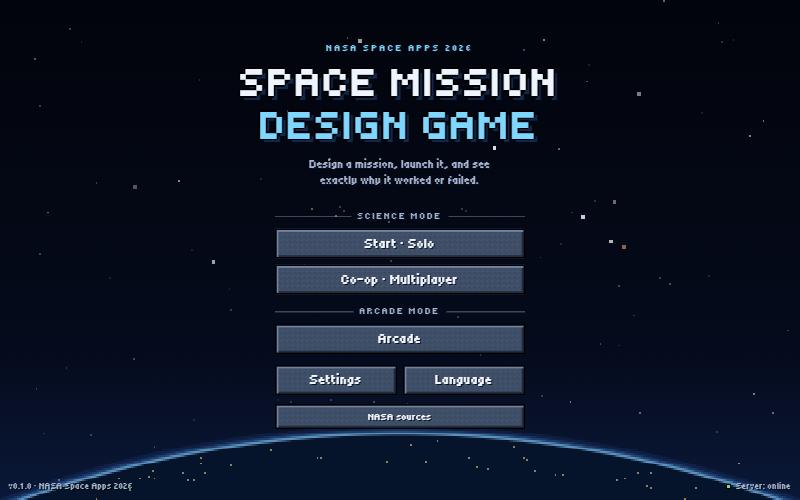 NASA SPACE APPS 2026
SPACE MISSION
DESIGN GAME
Design a mission, launch it, and see
exactly why it worked or failed.
SCIENCE MODE
Start · Solo
Co-op · Multiplayer
ARCADE MODE
Arcade
Settings
Language
NASA sources
v0.1.0 · NASA Space Apps 2026
Server: online